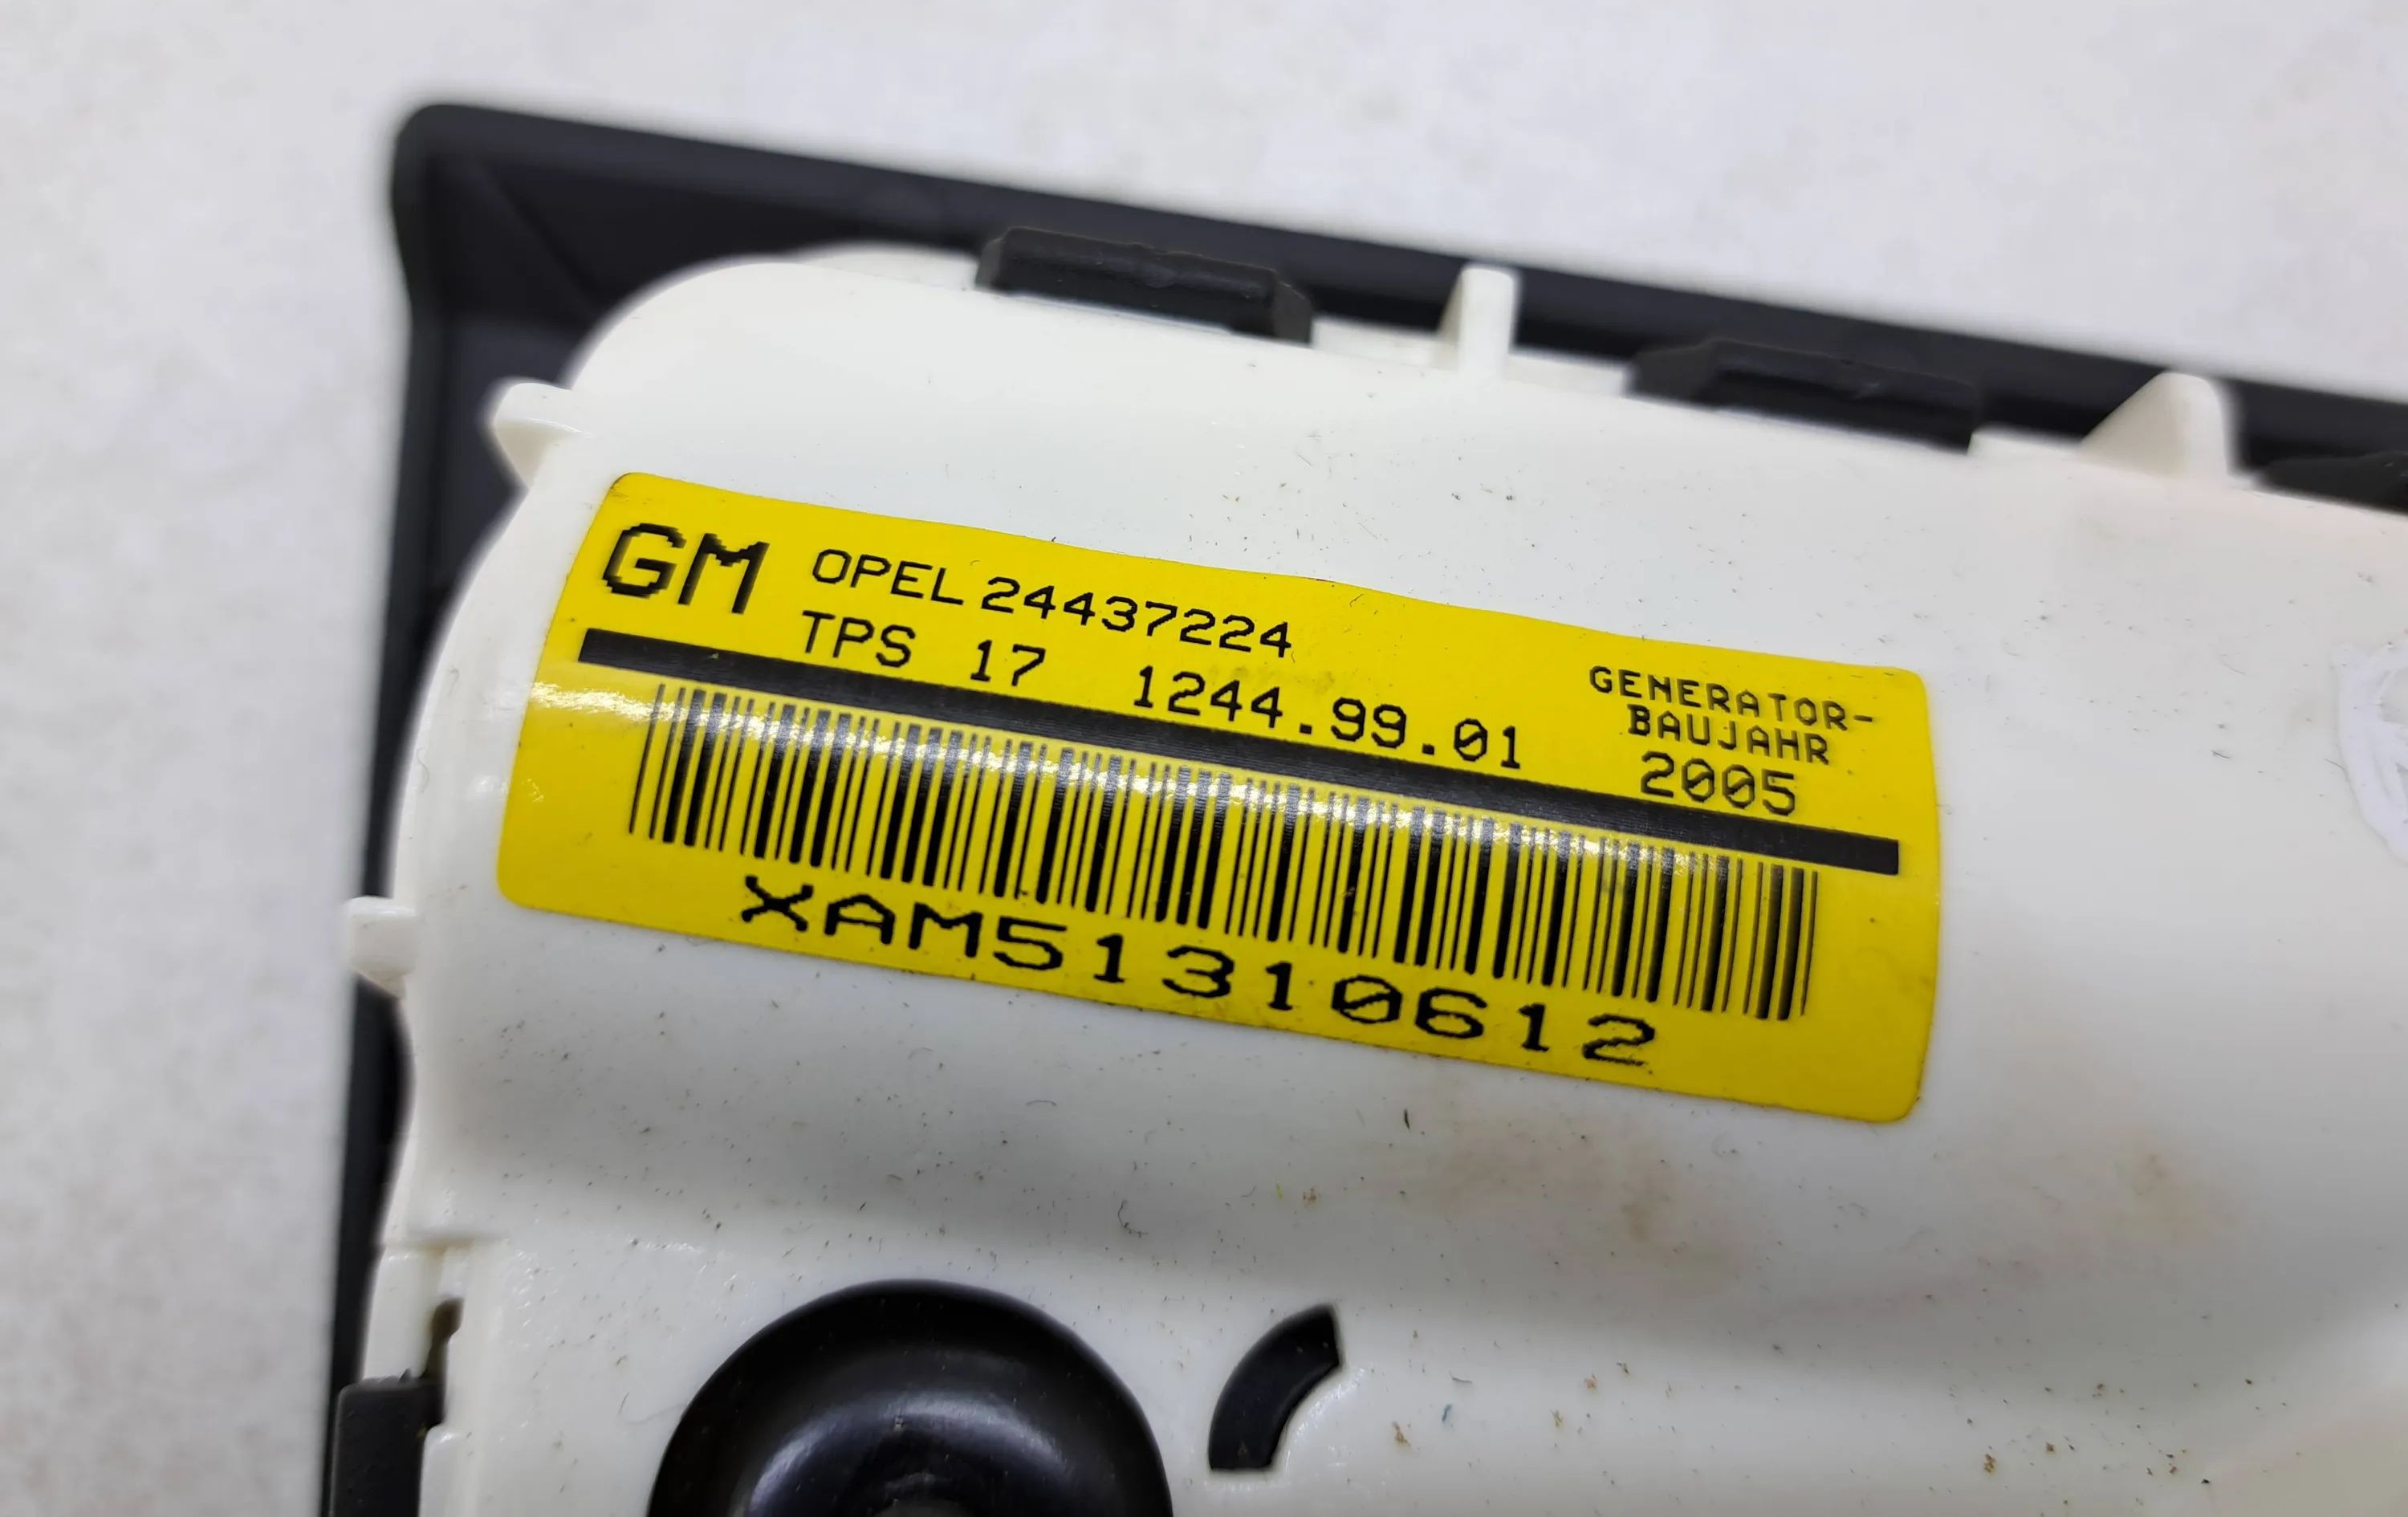 GM OPEL 24437224
TPS 17 1244.99.01
GENERATOR-
BAUJAHR
2005
XAM51310612